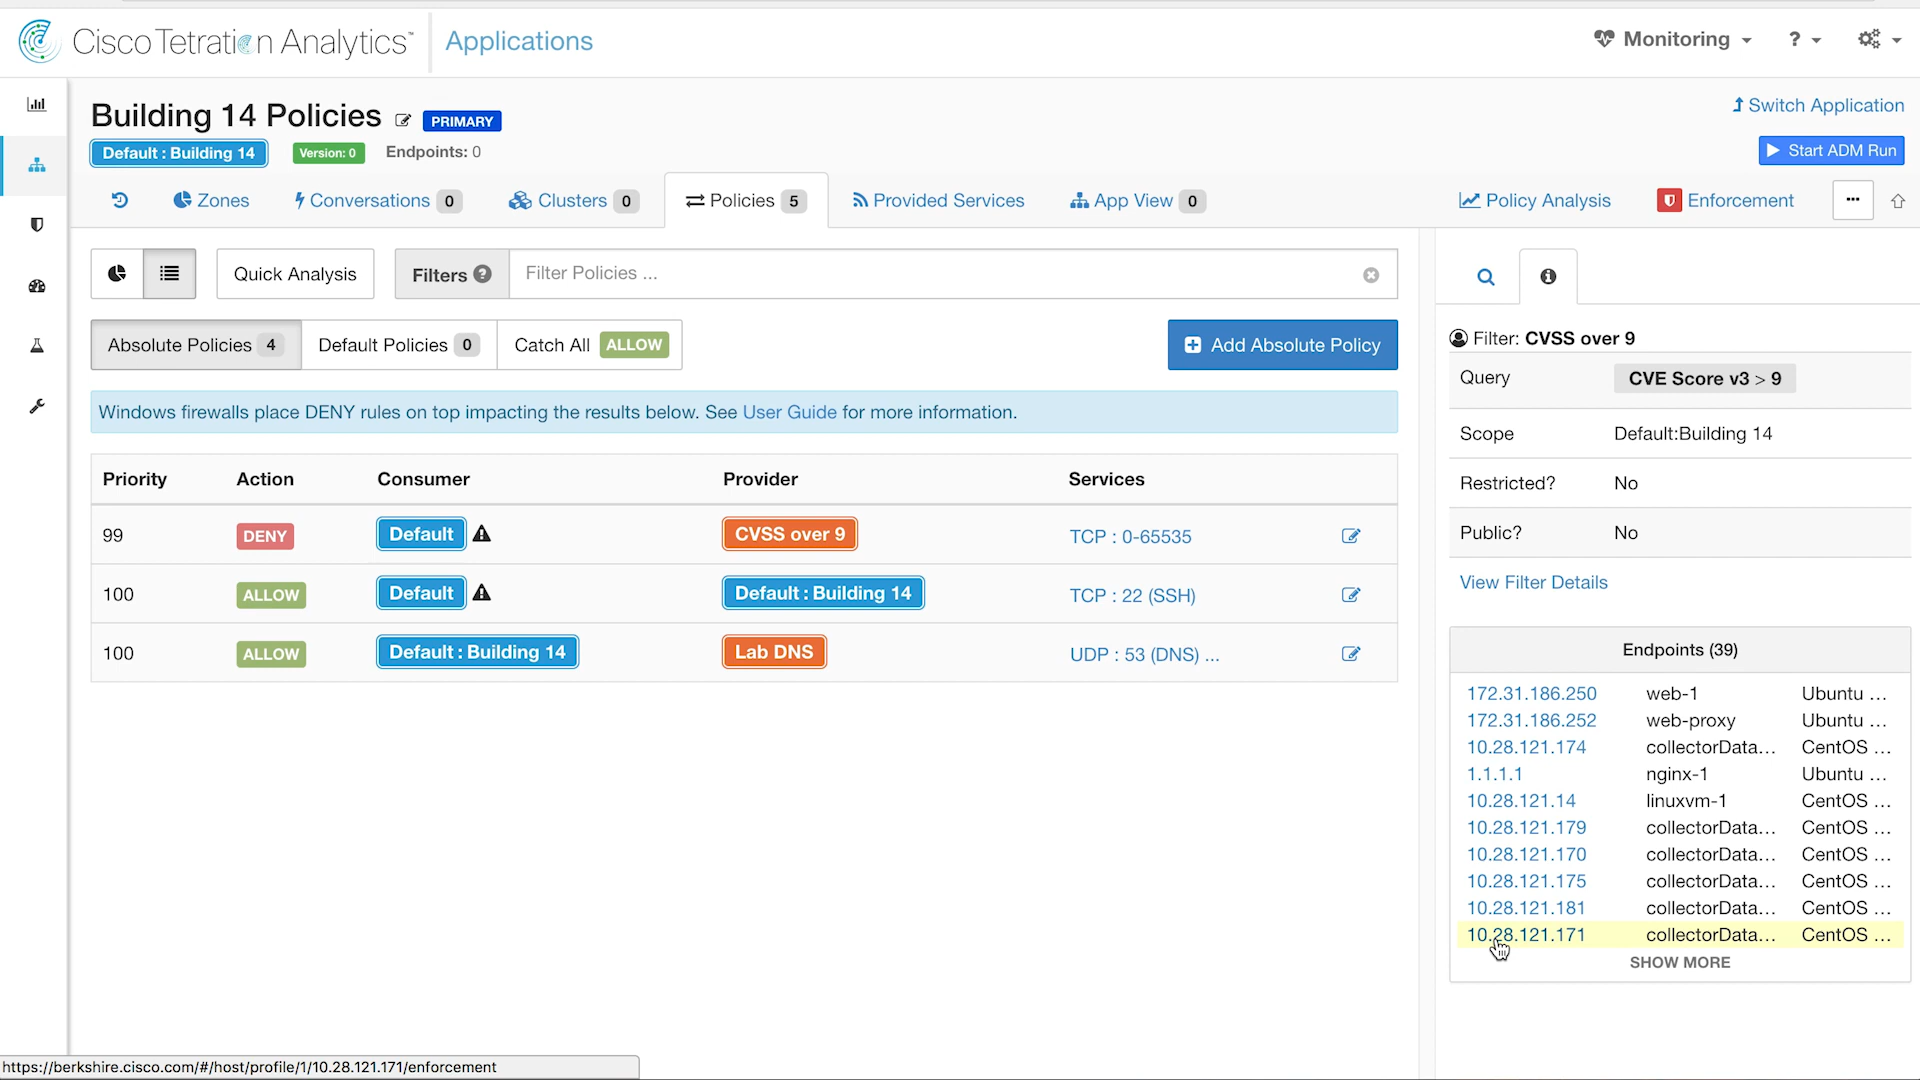 Cisco Tetration Analytics™
Applications
Monitoring
?
Building 14 Policies
PRIMARY
Switch Application
Default : Building 14
Version: 0
Endpoints: 0
Start ADM Run
Zones
Conversations 0
Clusters 0
Policies 5
Provided Services
App View 0
Policy Analysis
Enforcement
...
Quick Analysis
Filters ?
Filter Policies ...
Absolute Policies 4
Default Policies 0
Catch All ALLOW
Add Absolute Policy
Windows firewalls place DENY rules on top impacting the results below. See User Guide for more information.
Priority Action Consumer Provider Services
99 DENY Default CVSS over 9 TCP : 0-65535
100 ALLOW Default Default : Building 14 TCP : 22 (SSH)
100 ALLOW Default : Building 14 Lab DNS UDP : 53 (DNS) ...
Filter: CVSS over 9
Query CVE Score v3 > 9
Scope Default:Building 14
Restricted? No
Public? No
View Filter Details
Endpoints (39)
172.31.186.250 web-1 Ubuntu ...
172.31.186.252 web-proxy Ubuntu ...
10.28.121.174 collectorData... CentOS ...
1.1.1.1 nginx-1 Ubuntu ...
10.28.121.14 linuxvm-1 CentOS ...
10.28.121.179 collectorData... CentOS ...
10.28.121.170 collectorData... CentOS ...
10.28.121.175 collectorData... CentOS ...
10.28.121.181 collectorData... CentOS ...
10.28.121.171 collectorData... CentOS ...
SHOW MORE
https://berkshire.cisco.com/#/host/profile/1/10.28.121.171/enforcement